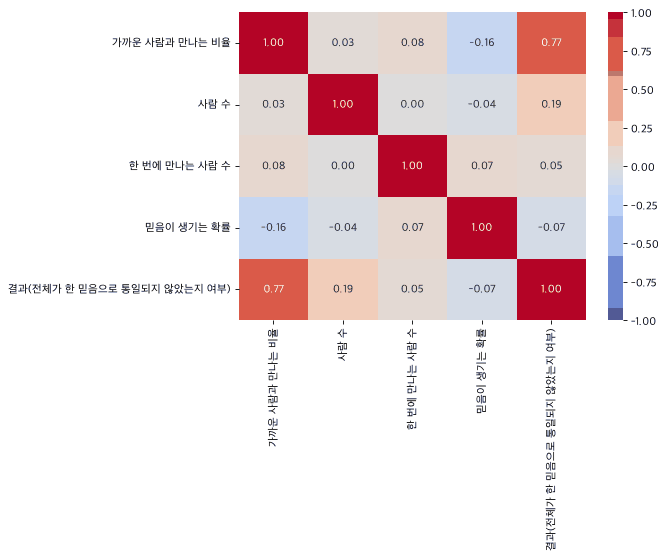 가까운 사람과 만나는 비율 1.00 0.03 0.08 -0.16 0.77
사람 수 0.03 1.00 0.00 -0.04 0.19
한 번에 만나는 사람 수 0.08 0.00 1.00 0.07 0.05
믿음이 생기는 확률 -0.16 -0.04 0.07 1.00 -0.07
결과(전체가 한 믿음으로 통일되지 않았는지 여부) 0.77 0.19 0.05 -0.07 1.00
가까운 사람과 만나는 비율
사람 수
한 번에 만나는 사람 수
믿음이 생기는 확률
결과(전체가 한 믿음으로 통일되지 않았는지 여부)
1.00
0.75
0.50
0.25
0.00
-0.25
-0.50
-0.75
-1.00